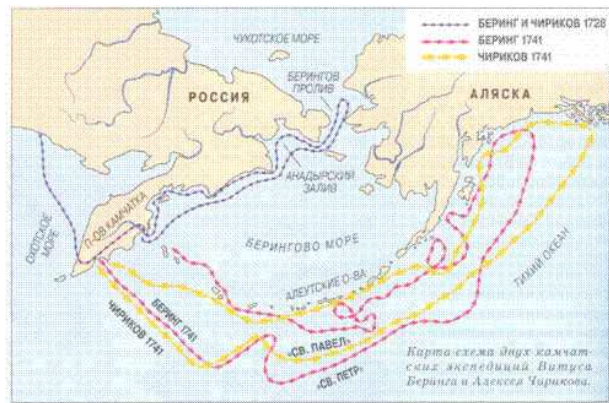 БЕРИНГ И ЧИРИКОВ 1728
БЕРИНГ 1741
ЧИРИКОВ 1741
ЧУКОТСКОЕ МОРЕ
БЕРИНГОВ
ПРОЛИВ
РОССИЯ
АЛЯСКА
АНАДЫРСКИЙ
ЗАЛИВ
П-ОВ КАМЧАТКА
ОХОТСКОЕ
МОРЕ
БЕРИНГОВО МОРЕ
АЛЕУТСКИЕ О-ВА
ТИХИЙ ОКЕАН
БЕРИНГ 1741
ЧИРИКОВ 1741
«СВ. ПАВЕЛ»
«СВ. ПЕТР»
Карта-схема двух камчат-
ских экспедиций Витуса
Беринга и Алексея Чирикова.